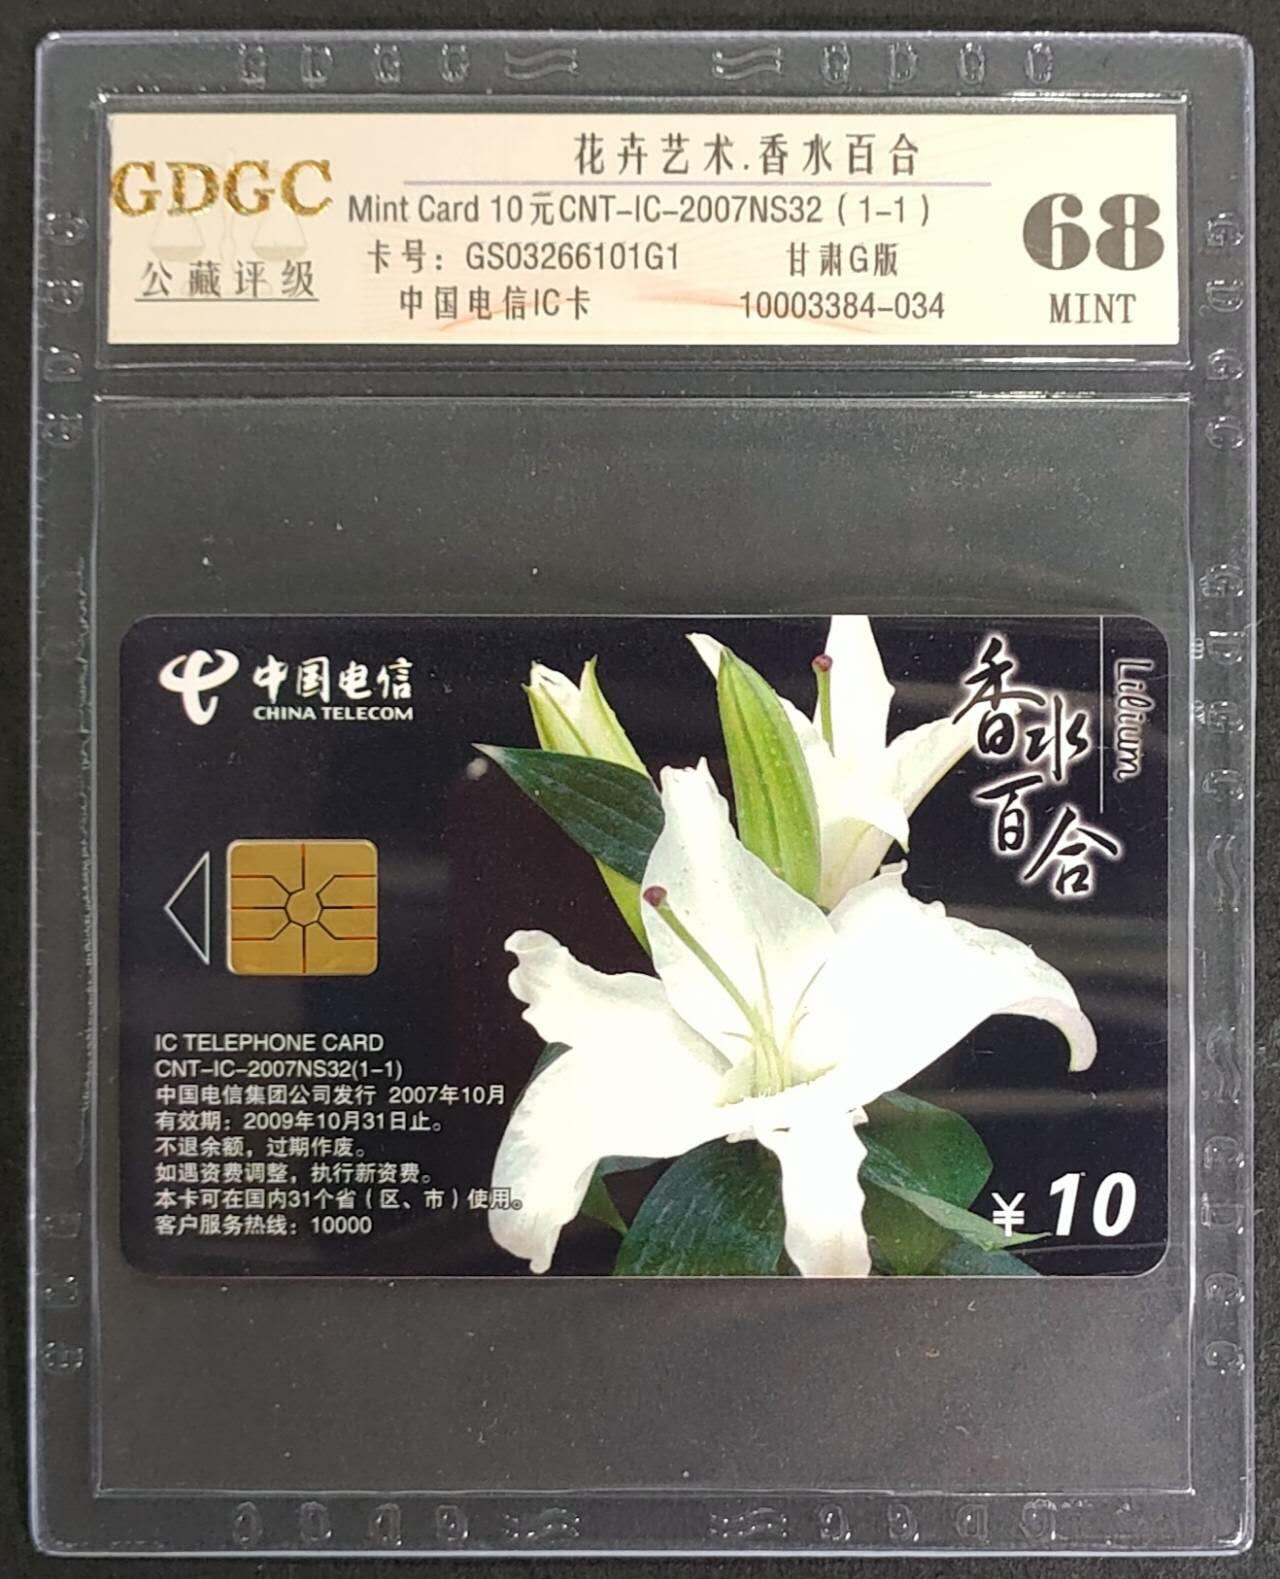 花卉艺术.香水百合
GDGC
公藏评级
Mint Card 10元CNT-IC-2007NS32(1-1)
卡号：GS03266101G1 甘肃G版
中国电信IC卡 10003384-034
68
MINT
中国电信
CHINA TELECOM
香水百合
Lilium
IC TELEPHONE CARD
CNT-IC-2007NS32(1-1)
中国电信集团公司发行 2007年10月
有效期：2009年10月31日止。
不退余额，过期作废。
如遇资费调整，执行新资费。
本卡可在国内31个省（区、市）使用。
客户服务热线：10000
¥10